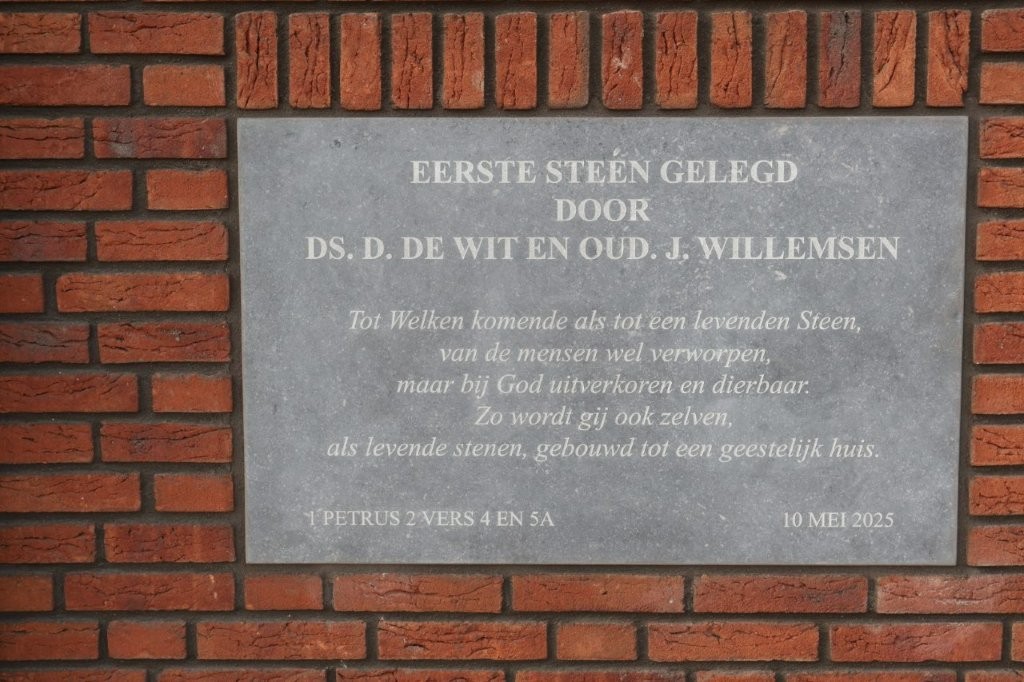 EERSTE STEEN GELEGD
DOOR
DS. D. DE WIT EN OUD. J. WILLEMSEN
Tot Welken komende als tot een levenden Steen,
van de mensen wel verworpen,
maar bij God uitverkoren en dierbaar.
Zo wordt gij ook zelven,
als levende stenen, gebouwd tot een geestelijk huis.
1 PETRUS 2 VERS 4 EN 5A
10 MEI 2025